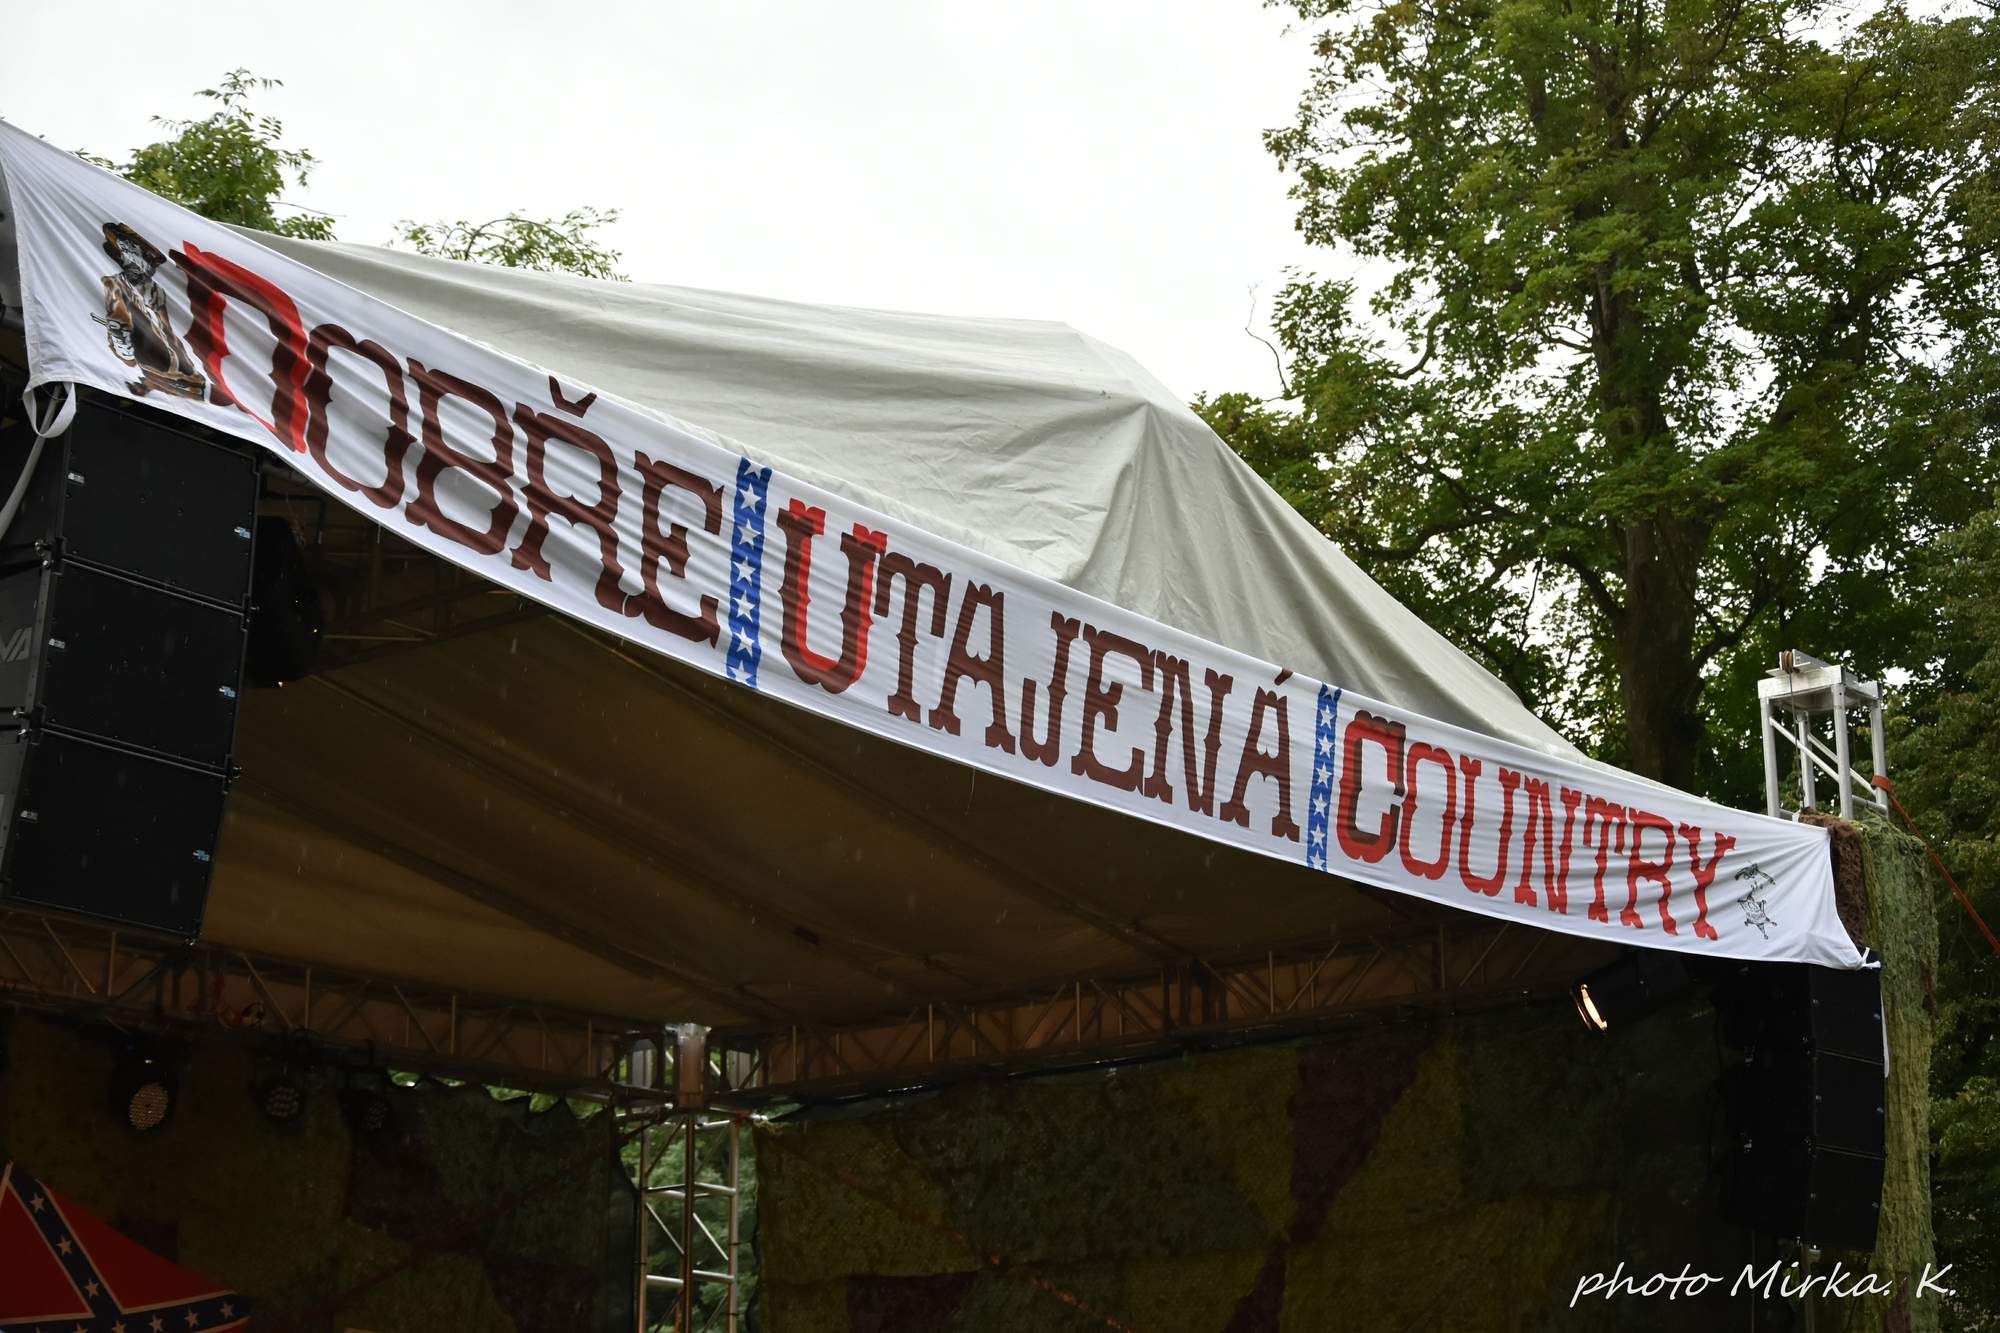 DOBŘE UTAJENÁ COUNTRY
photo Mirka. K.